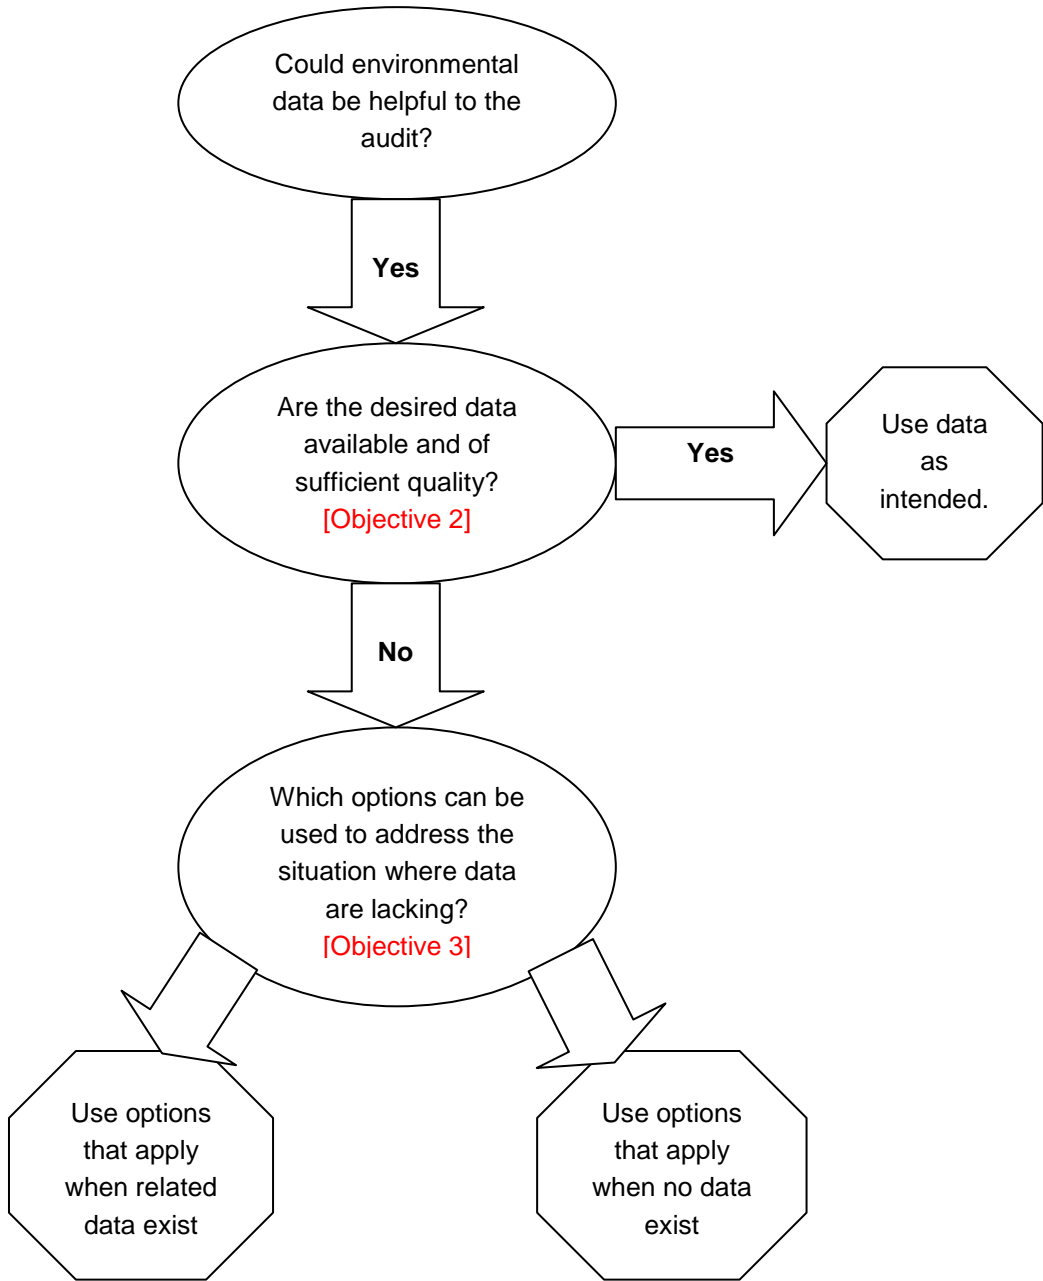 Could environmental
data be helpful to the
audit?
Yes
Are the desired data
available and of
sufficient quality?
[Objective 2]
Yes
Use data
as
intended.
No
Which options can be
used to address the
situation where data
are lacking?
[Objective 3]
Use options
that apply
when related
data exist
Use options
that apply
when no data
exist